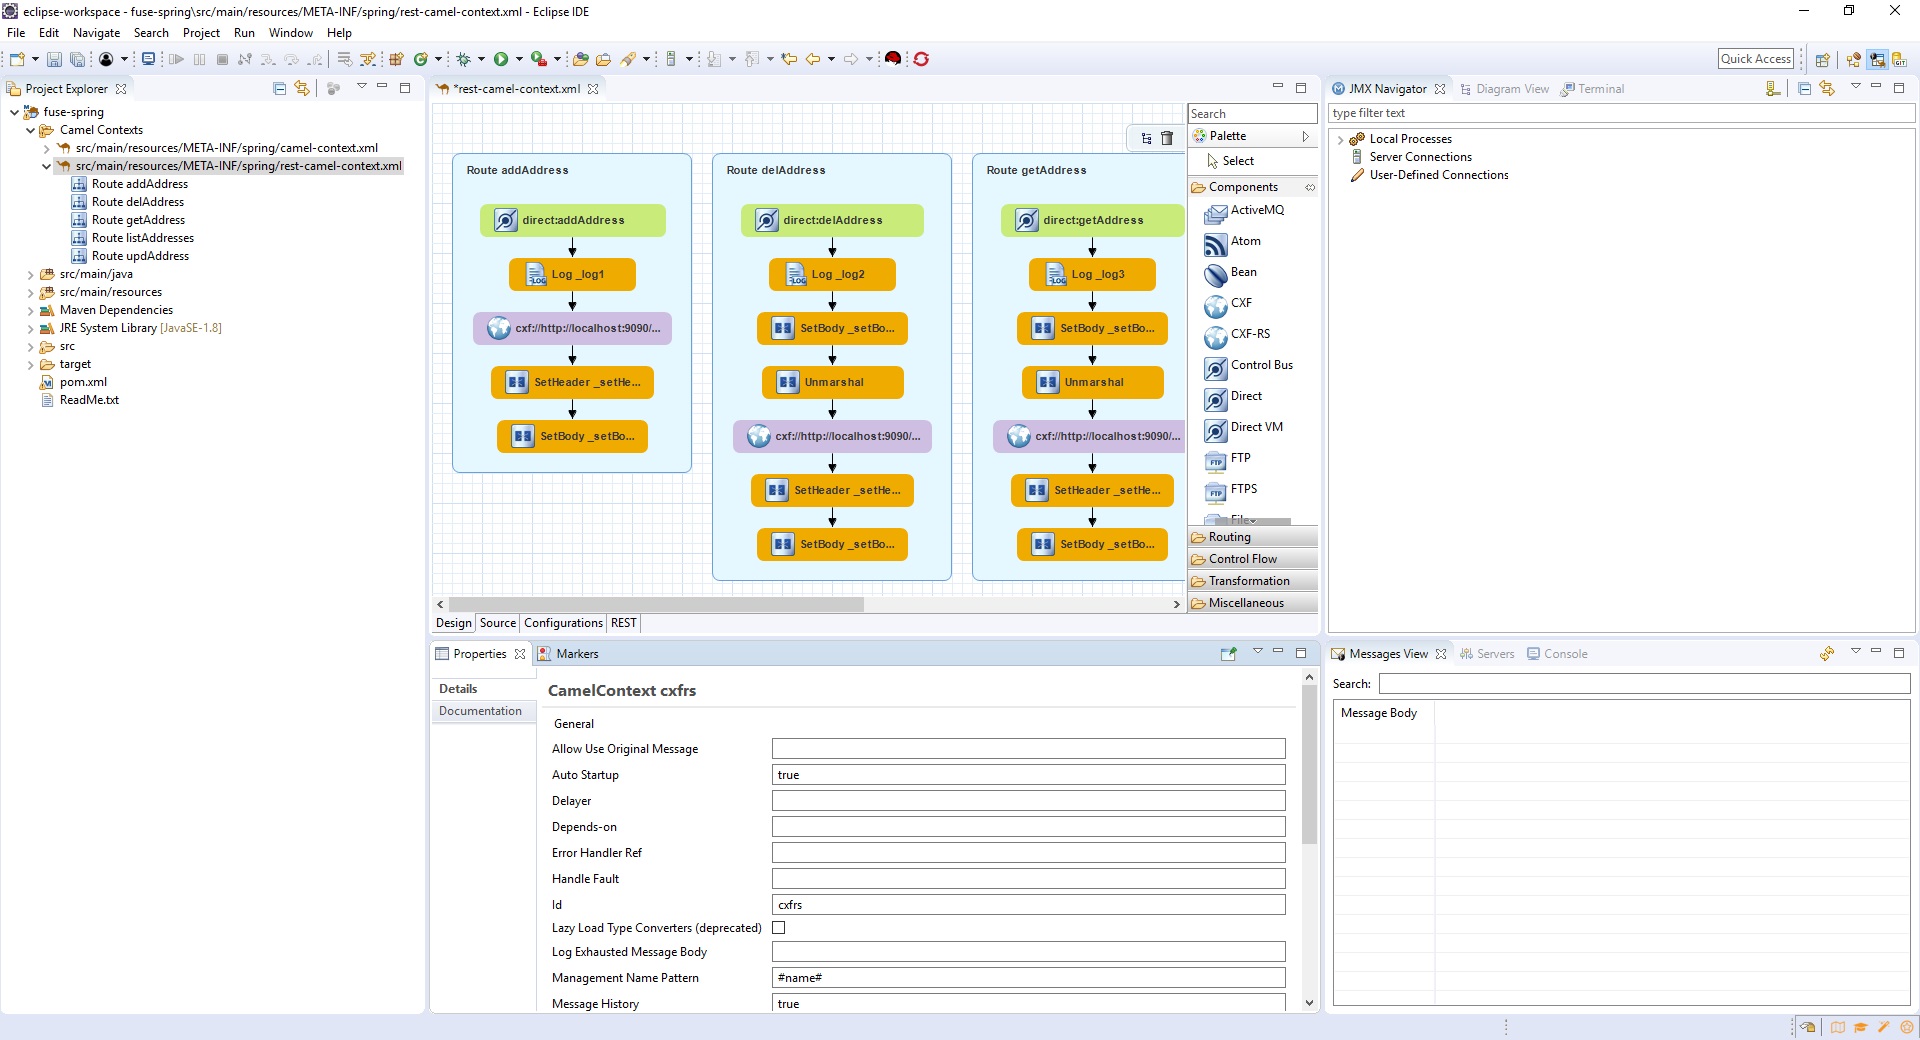 eclipse-workspace - fuse-spring\src/main/resources/META-INF/spring/rest-camel-context.xml - Eclipse IDE
File Edit Navigate Search Project Run Window Help
Quick Access
Project Explorer
fuse-spring
Camel Contexts
src/main/resources/META-INF/spring/camel-context.xml
src/main/resources/META-INF/spring/rest-camel-context.xml
Route addAddress
Route delAddress
Route getAddress
Route listAddresses
Route updAddress
src/main/java
src/main/resources
Maven Dependencies
JRE System Library [JavaSE-1.8]
src
target
pom.xml
ReadMe.txt
*rest-camel-context.xml
Route addAddress
direct:addAddress
Log _log1
cxf://http://localhost:9090/...
SetHeader _setHe...
SetBody _setBo...
Route delAddress
direct:delAddress
Log _log2
SetBody _setBo...
Unmarshal
cxf://http://localhost:9090/...
SetHeader _setHe...
SetBody _setBo...
Route getAddress
direct:getAddress
Log _log3
SetBody _setBo...
Unmarshal
cxf://http://localhost:9090/...
SetHeader _setHe...
SetBody _setBo...
Search
Palette
Select
Components
ActiveMQ
Atom
Bean
CXF
CXF-RS
Control Bus
Direct
Direct VM
FTP
FTPS
File
Routing
Control Flow
Transformation
Miscellaneous
Design Source Configurations REST
JMX Navigator Diagram View Terminal
type filter text
Local Processes
Server Connections
User-Defined Connections
Properties Markers
Details
Documentation
CamelContext cxfrs
General
Allow Use Original Message
Auto Startup true
Delayer
Depends-on
Error Handler Ref
Handle Fault
Id cxfrs
Lazy Load Type Converters (deprecated)
Log Exhausted Message Body
Management Name Pattern #name#
Message History true
Messages View Servers Console
Search:
Message Body